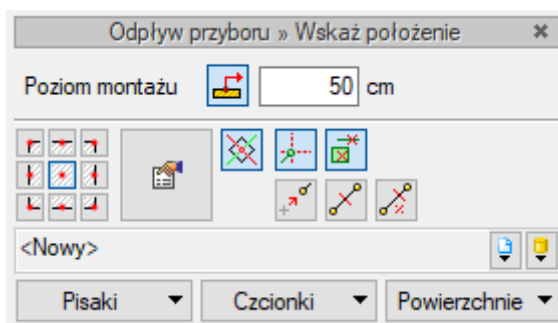 Odpływ przyboru » Wskaż położenie
Poziom montażu 50 cm
<Nowy>
Pisaki Czcionki Powierzchnie